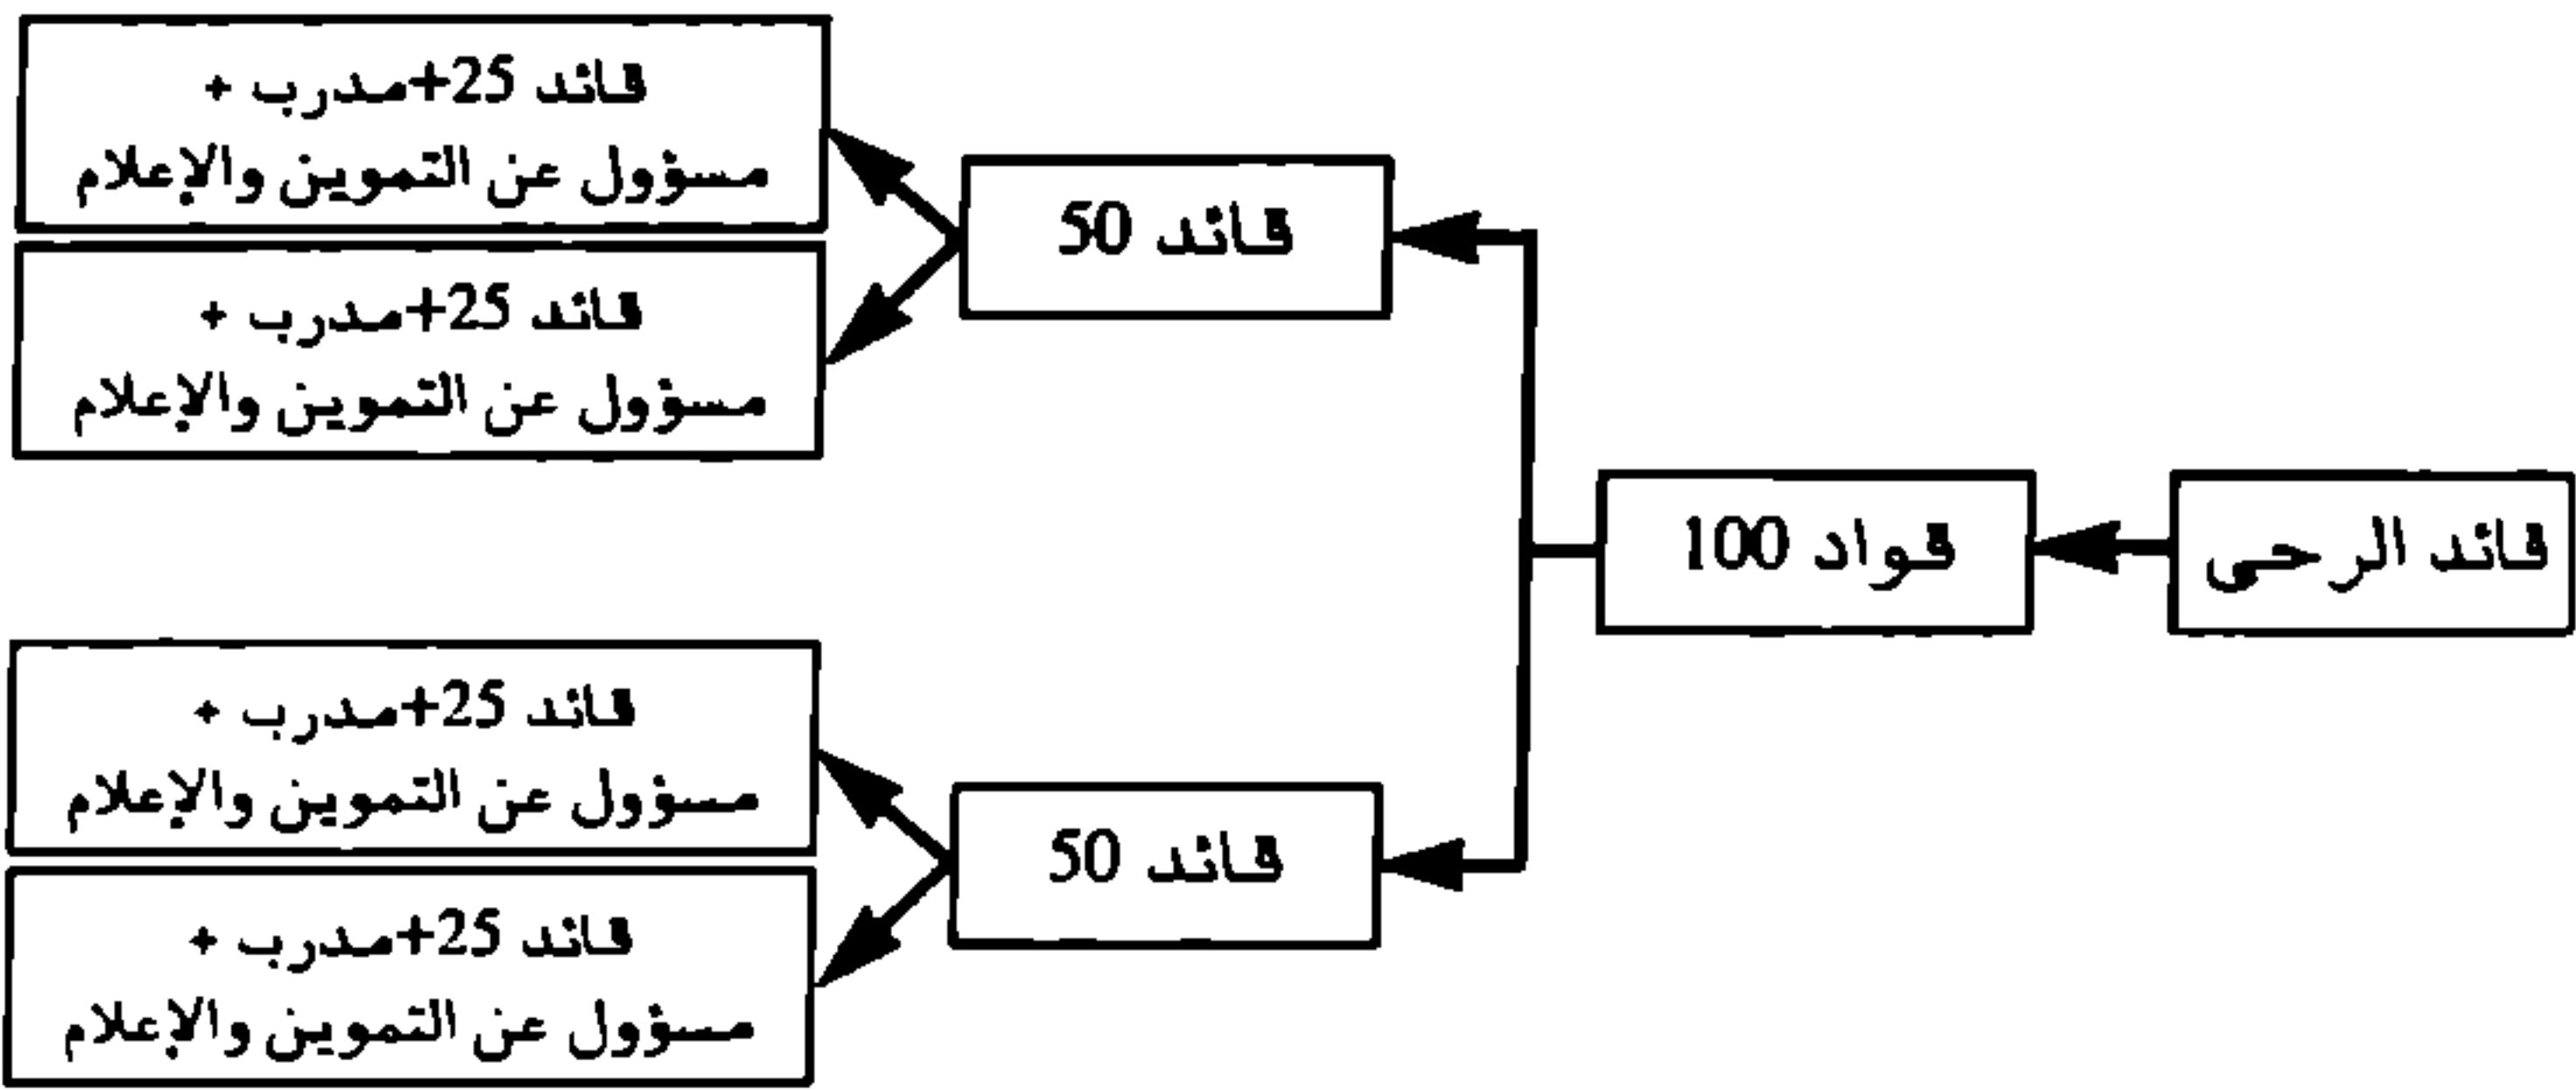 قائد الرحى
قواد 100
قائد 50
قائد 25+مدرب +
مسؤول عن التموين والإعلام
قائد 25+مدرب +
مسؤول عن التموين والإعلام
قائد 50
قائد 25+مدرب +
مسؤول عن التموين والإعلام
قائد 25+مدرب +
مسؤول عن التموين والإعلام